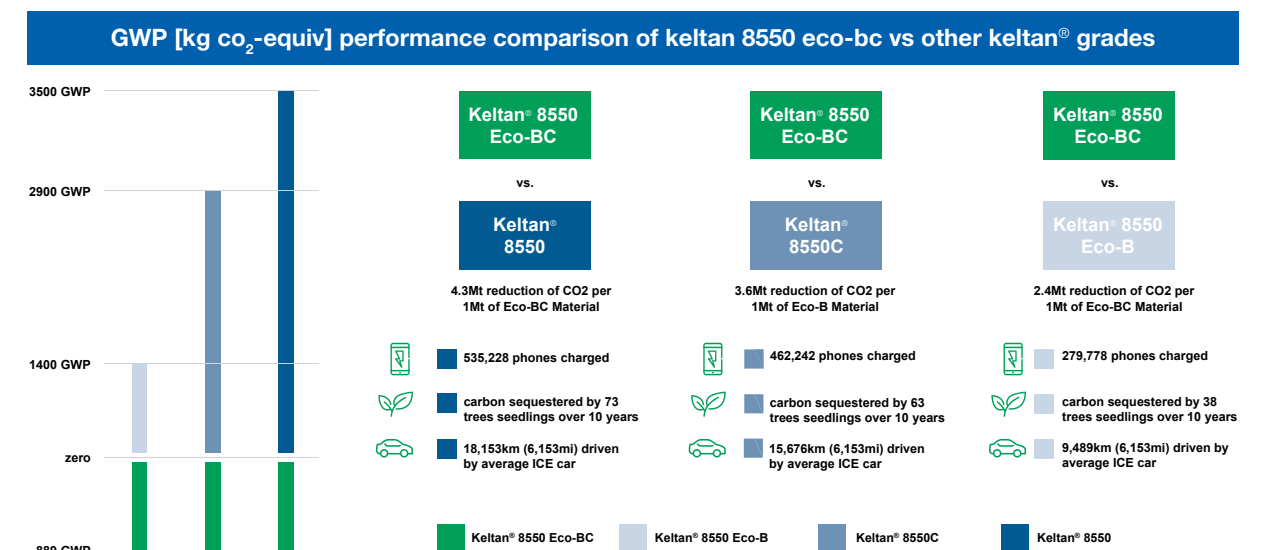 GWP [kg co2-equiv] performance comparison of keltan 8550 eco-bc vs other keltan® grades
3500 GWP
2900 GWP
1400 GWP
zero
889 GWP
Keltan® 8550
Eco-BC
vs.
Keltan®
8550
4.3Mt reduction of CO2 per
1Mt of Eco-BC Material
535,228 phones charged
carbon sequestered by 73
trees seedlings over 10 years
18,153km (6,153mi) driven
by average ICE car
Keltan® 8550
Eco-BC
vs.
Keltan®
8550C
3.6Mt reduction of CO2 per
1Mt of Eco-B Material
462,242 phones charged
carbon sequestered by 63
trees seedlings over 10 years
15,676km (6,153mi) driven
by average ICE car
Keltan® 8550
Eco-BC
vs.
Keltan® 8550
Eco-B
2.4Mt reduction of CO2 per
1Mt of Eco-BC Material
279,778 phones charged
carbon sequestered by 38
trees seedlings over 10 years
9,489km (6,153mi) driven by
average ICE car
Keltan® 8550 Eco-BC
Keltan® 8550 Eco-B
Keltan® 8550C
Keltan® 8550